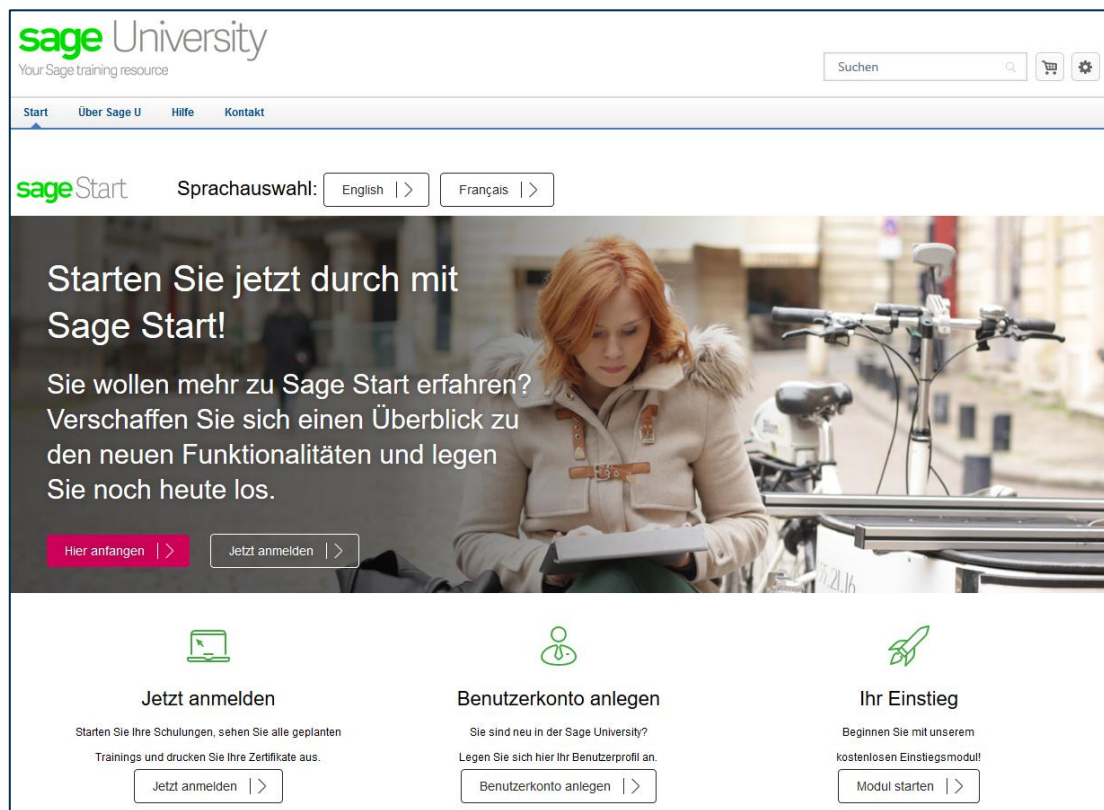 sage University
Your Sage training resource
Suchen
Start Über Sage U Hilfe Kontakt
sage Start Sprachauswahl: English Français
Starten Sie jetzt durch mit
Sage Start!
Sie wollen mehr zu Sage Start erfahren?
Verschaffen Sie sich einen Überblick zu
den neuen Funktionalitäten und legen
Sie noch heute los.
Hier anfangen Jetzt anmelden
Jetzt anmelden
Starten Sie Ihre Schulungen, sehen Sie alle geplanten
Trainings und drucken Sie Ihre Zertifikate aus.
Jetzt anmelden
Benutzerkonto anlegen
Sie sind neu in der Sage University?
Legen Sie sich hier Ihr Benutzerprofil an.
Benutzerkonto anlegen
Ihr Einstieg
Beginnen Sie mit unserem
kostenlosen Einstiegsmodul!
Modul starten